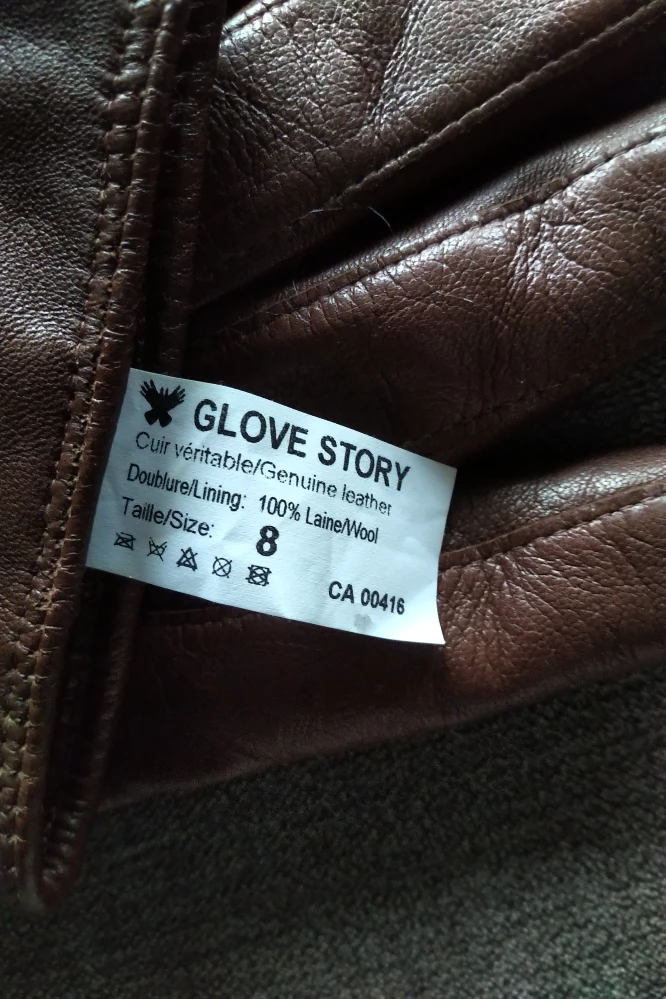 GLOVE STORY
Cuir véritable/Genuine leather
Doublure/Lining: 100% Laine/Wool
Taille/Size: 8
CA 00416